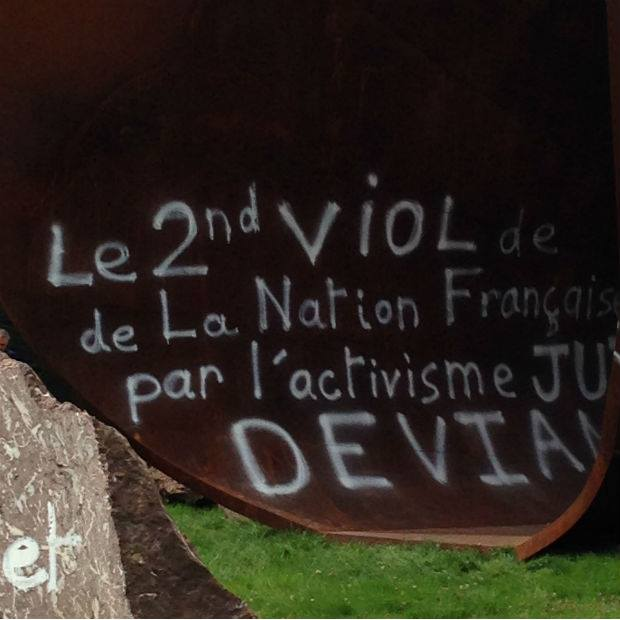 Le 2nd VIOL de
de La Nation Française
par l'activisme JU
DEVIAN
et